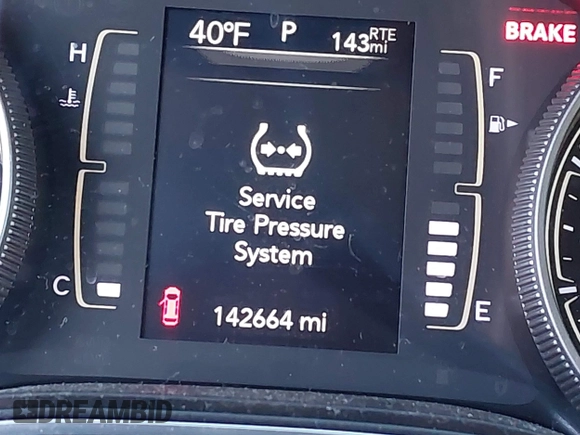 40°F P 143 RTE mi
BRAKE
H
F
Service
Tire Pressure
System
C
E
142664 mi
DREAMBID